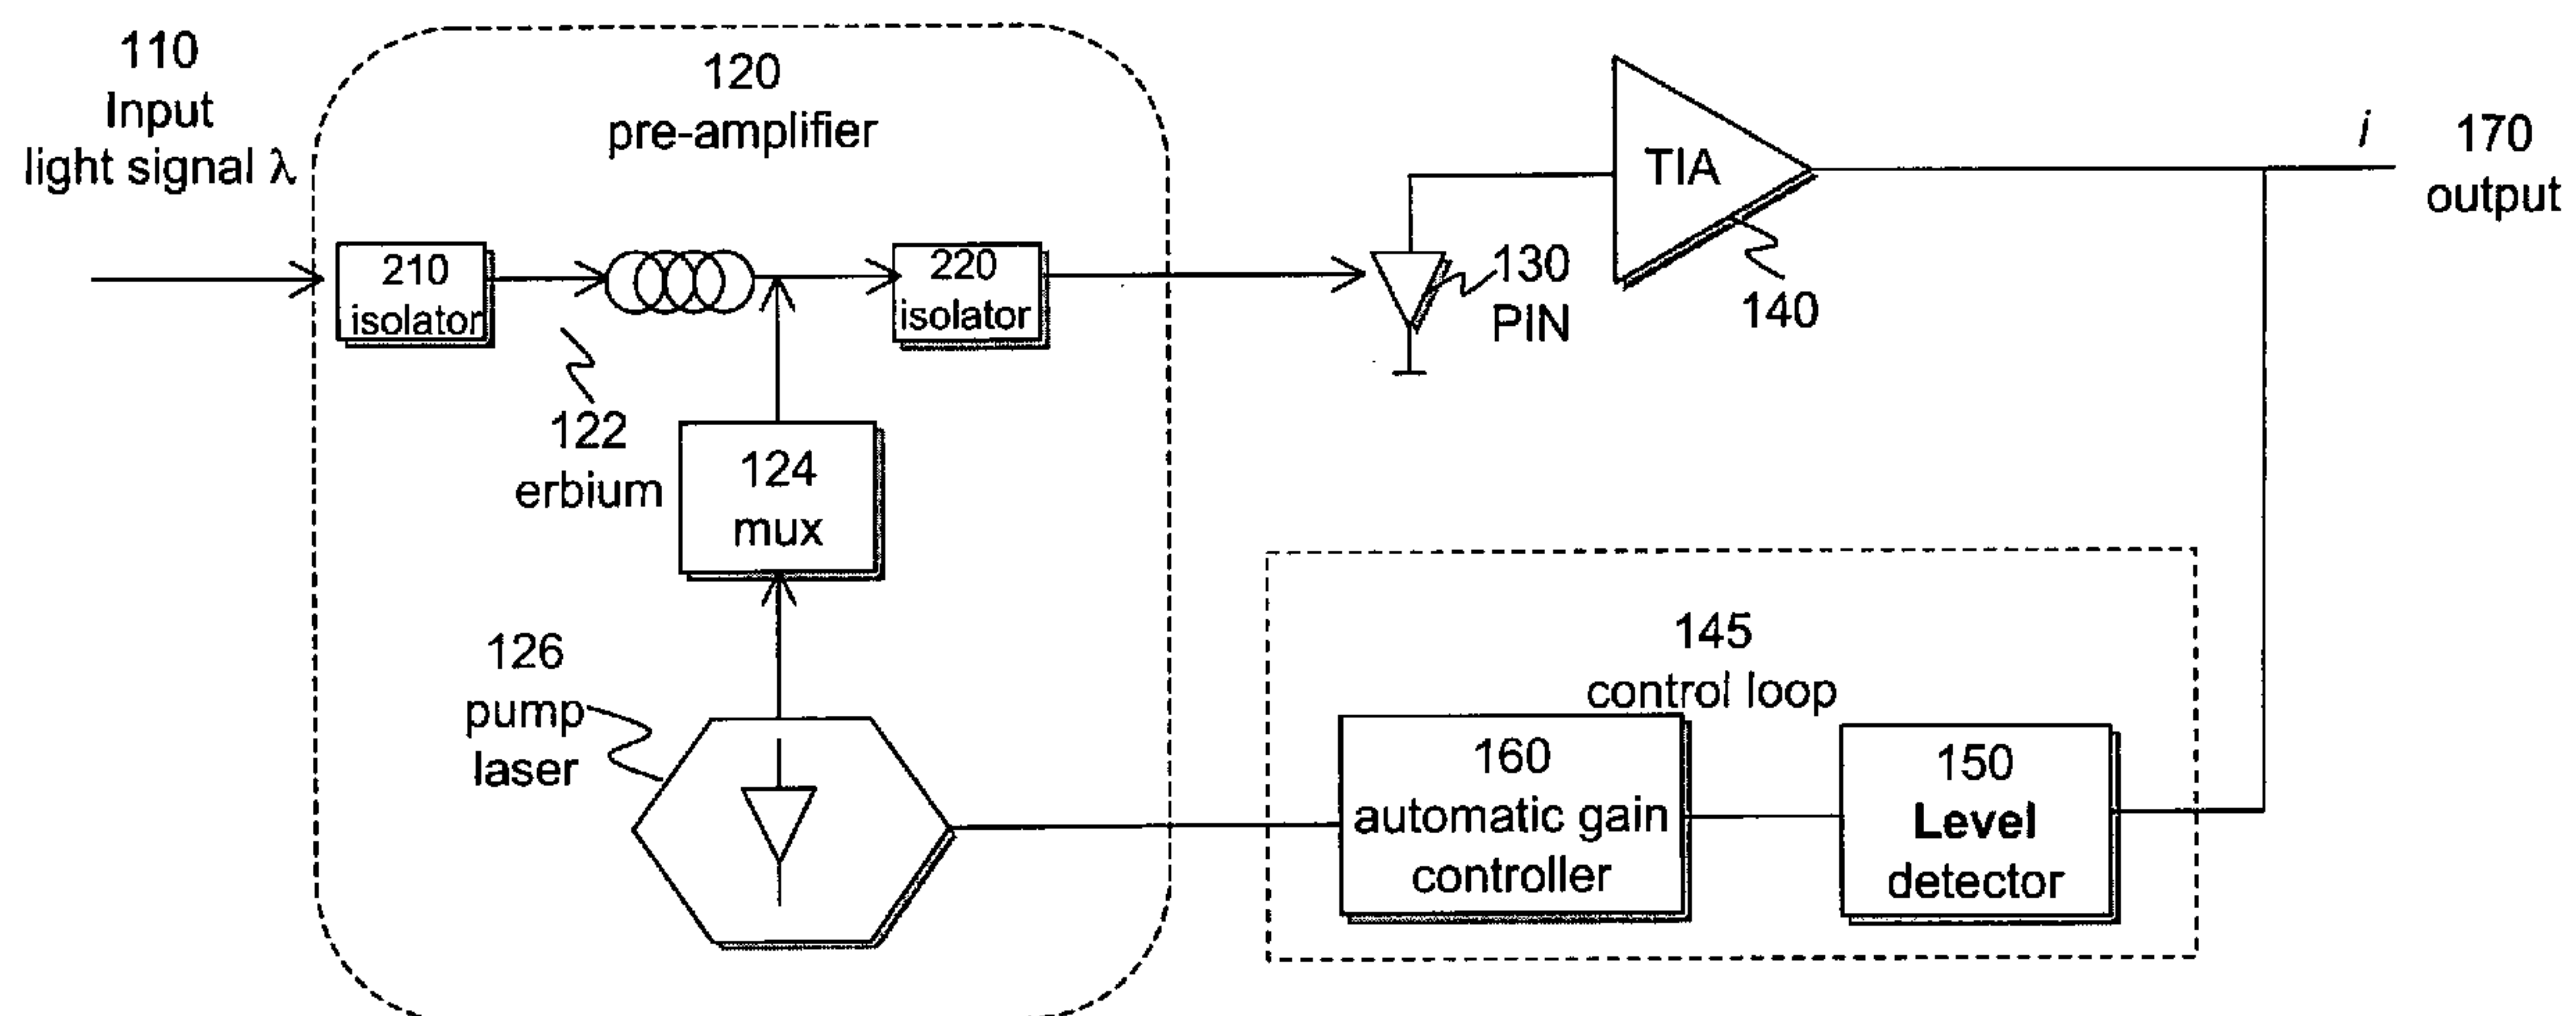 110
Input
light signal λ
120
pre-amplifier
210
isolator
220
isolator
122
erbium
124
mux
126
pump
laser
130
PIN
TIA
140
i
170
output
145
control loop
160
automatic gain
controller
150
Level
detector